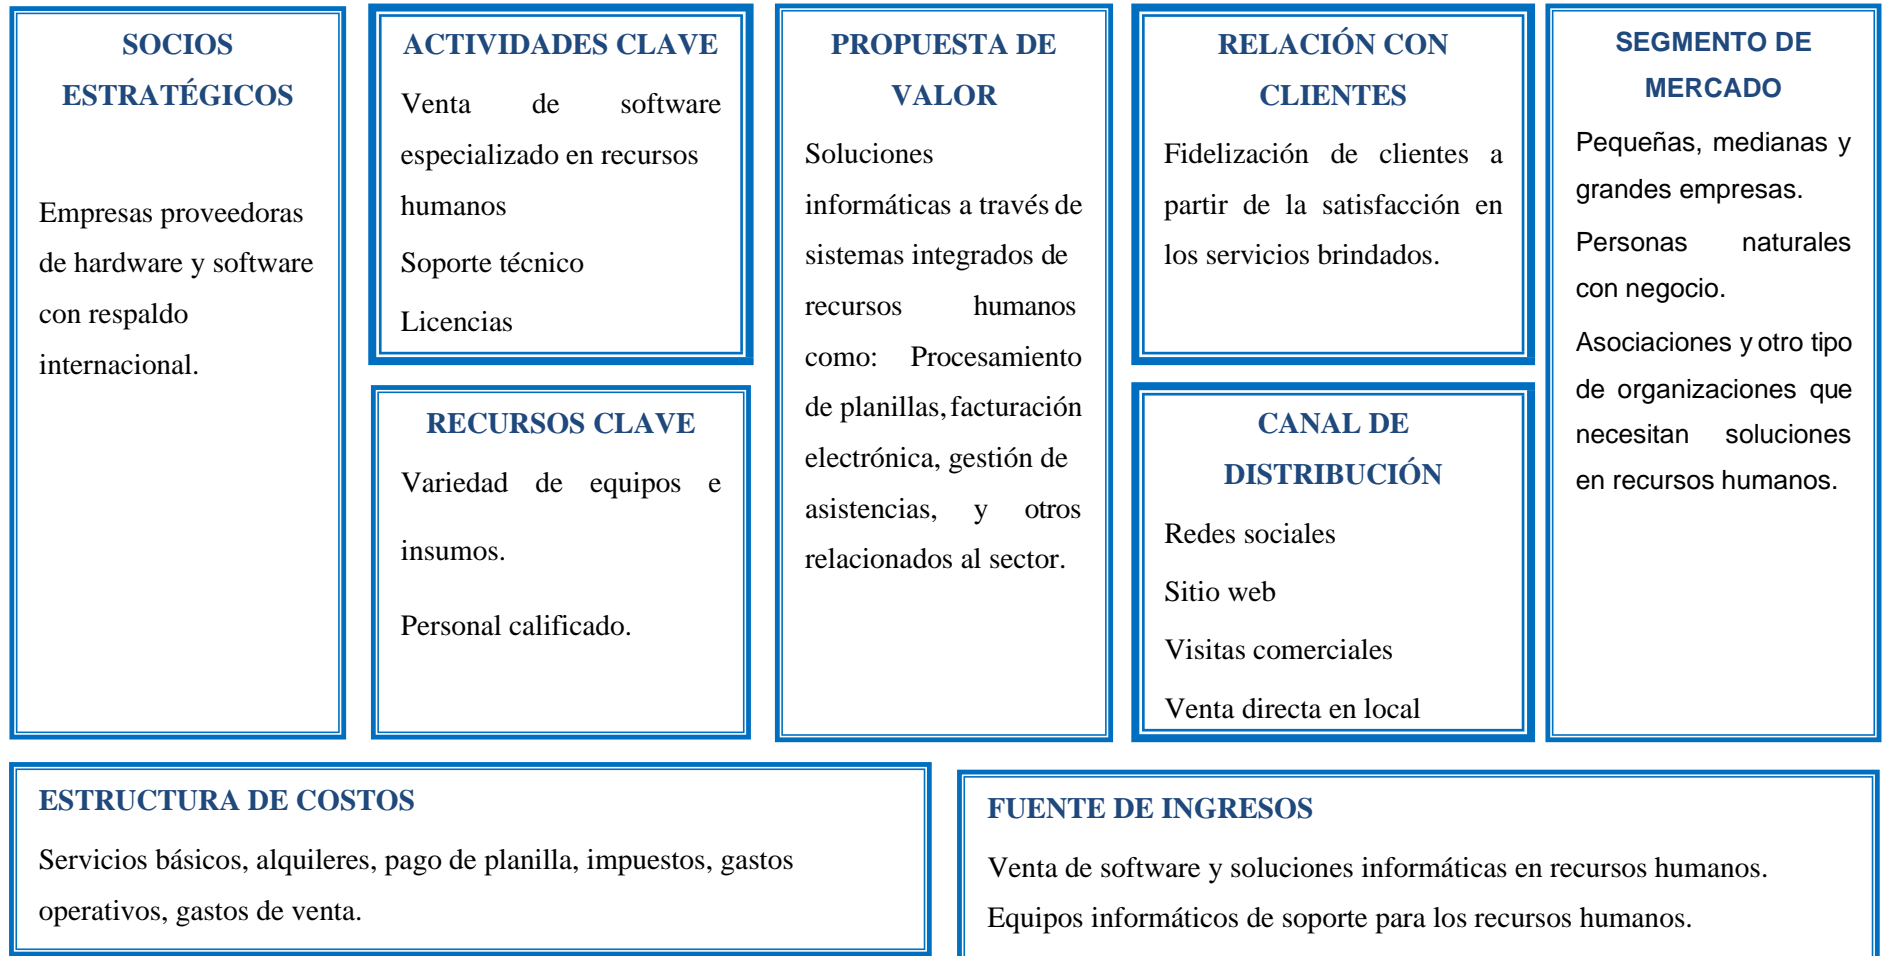 SOCIOS
ESTRATÉGICOS
Empresas proveedoras
de hardware y software
con respaldo
internacional.
ACTIVIDADES CLAVE
Venta de software
especializado en recursos
humanos
Soporte técnico
Licencias
RECURSOS CLAVE
Variedad de equipos e
insumos.
Personal calificado.
PROPUESTA DE
VALOR
Soluciones
informáticas a través de
sistemas integrados de
recursos humanos
como: Procesamiento
de planillas, facturación
electrónica, gestión de
asistencias, y otros
relacionados al sector.
RELACIÓN CON
CLIENTES
Fidelización de clientes a
partir de la satisfacción en
los servicios brindados.
CANAL DE
DISTRIBUCIÓN
Redes sociales
Sitio web
Visitas comerciales
Venta directa en local
SEGMENTO DE
MERCADO
Pequeñas, medianas y
grandes empresas.
Personas naturales
con negocio.
Asociaciones y otro tipo
de organizaciones que
necesitan soluciones
en recursos humanos.
ESTRUCTURA DE COSTOS
Servicios básicos, alquileres, pago de planilla, impuestos, gastos
operativos, gastos de venta.
FUENTE DE INGRESOS
Venta de software y soluciones informáticas en recursos humanos.
Equipos informáticos de soporte para los recursos humanos.